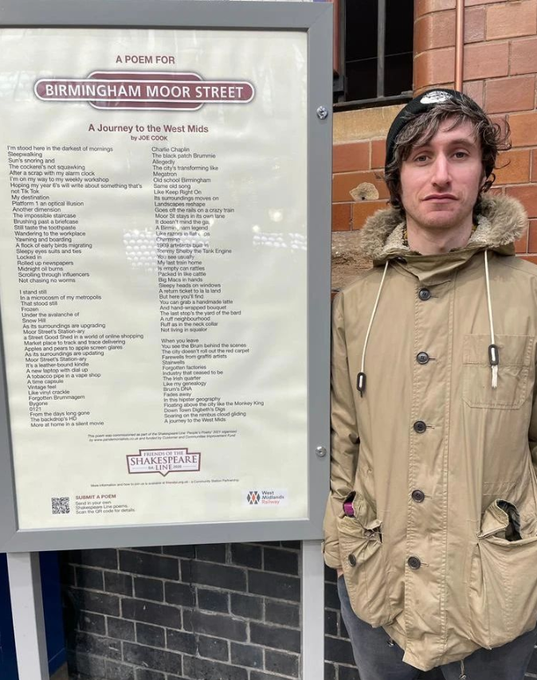 A POEM FOR
BIRMINGHAM MOOR STREET
A Journey to the West Mids
by JOE COOK
I'm stood here in the darkest of mornings
Sleepwalking
Sun's snoring and
The cockerel's not squawking
After a scrap with my alarm clock
I'm on my way to my weekly workshop
Hoping my year 6's will write about something that's
not Tik Tok
My destination
Platform 1 an optical illusion
Another dimension
The impossible staircase
Brushing past a briefcase
Still taste the toothpaste
Wandering to the workplace
Yawning and boarding
A flock of early birds migrating
Sleepy eyes suits and ties
Locked in
Rolled up newspapers
Midnight oil burns
Scrolling through influencers
Not chasing worms
I stand still
In a microcosm of my metropolis
That stood still
Frozen
Under the avalanche of
Snow Hill
As its surroundings are upgrading
Moor Street's Station-ary
a Street Good Shed in a world of online shopping
Market place to track and trace delivering
Apples and pears to apple screen glares
As its surroundings are updating
Moor Street's Station-ary
It's a leather-bound kindle
A new laptop with dial up
A tobacco pipe in a vape shop
A time capsule
Vintage feel
Like vinyl crackle
Forgotten Brummagem
Bygone
0121
From the days long gone
The backdrop's HD
More at home in a silent movie
Charlie Chaplin
The black patch Brummie
Allegedly
The city's transforming like
Megatron
Old school Birmingham
Same old song
Like Keep Right On
Its surroundings moves on
Landscapes reshape
Goes off the rails on a crazy train
Moor St stays in its own lane
It doesn't mind the gap
A Birmingham legend
Tommy Shelby the Tank Engine
You see usually
My last train home
Is empty can rattles
Packed in like cattle
Big Macs in hands
Sleepy heads on windows
A return ticket to la la land
But here you'll find
You can grab a handmade latte
And hand-wrapped bouquet
The last stop's the yard of the bard
A ruff neighbourhood
Ruff as in the neck collar
Not living in squalor
When you leave
You see the Brum behind the scenes
The city doesn't roll out the red carpet
Farewells from graffiti artists
Stairwells
Forgotten factories
Industry that ceased to be
The Irish quarter
Like my genealogy
Brum's DNA
Fades away
In this hipster geography
Floating above the city like the Monkey King
Down Town Digbeth's Digs
Soaring on the nimbus cloud gliding
A journey to the West Mids
FRIENDS OF THE
SHAKESPEARE
LINE
SUBMIT A POEM
Send in your own
Shakespeare Line poems.
Scan the QR code for details.
West
Midlands
Railway